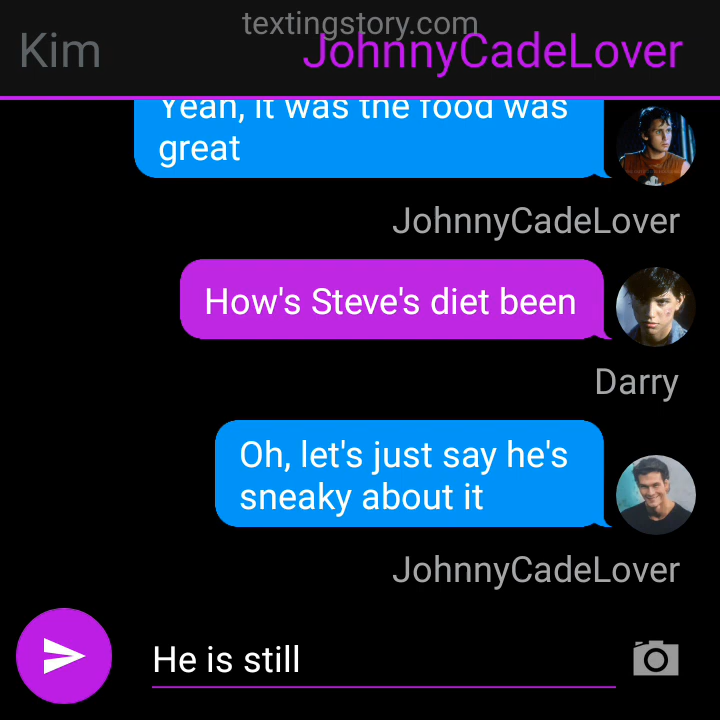 textingstory.com
Kim
JohnnyCadeLover
Yeah, it was the food was
great
JohnnyCadeLover
How's Steve's diet been
Darry
Oh, let's just say he's
sneaky about it
JohnnyCadeLover
He is still